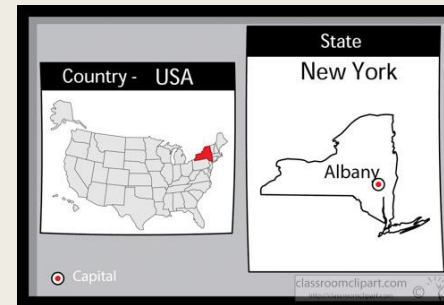 Country - USA
State
New York
Albany
Capital
classroomclipart.com
©